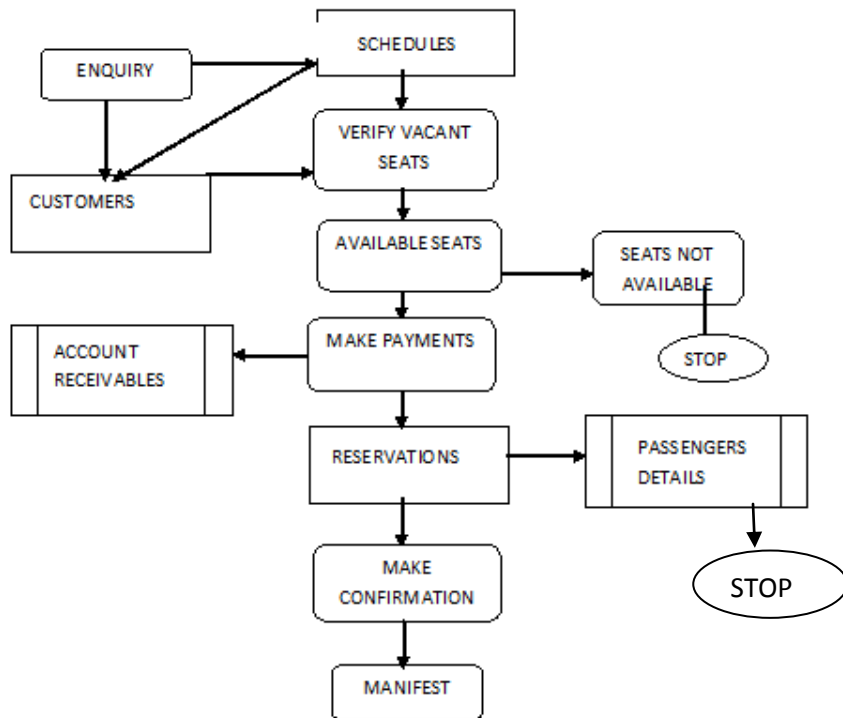 SCHEDULES
ENQUIRY
VERIFY VACANT
SEATS
CUSTOMERS
AVAILABLE SEATS
SEATS NOT
AVAILABLE
MAKE PAYMENTS
ACCOUNT
RECEIVABLES
STOP
RESERVATIONS
PASSENGERS
DETAILS
MAKE
CONFIRMATION
STOP
MANIFEST